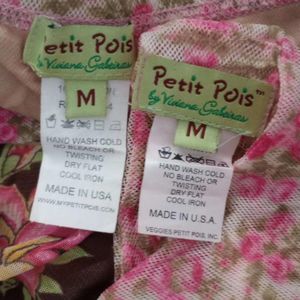 etit Pois
by Viviana Gabeiras
M
HAND WASH COLD
NO BLEACH OR
TWISTING
DRY FLAT
COOL IRON
MADE IN USA
WWW.MYPETITPOIS.COM
Petit Pois™
by Viviana Gabeiras
M
HAND WASH COLD
NO BLEACH OR
TWISTING
DRY FLAT
COOL IRON
MADE IN U.S.A.
VEGGIES PETIT POIS, INC.